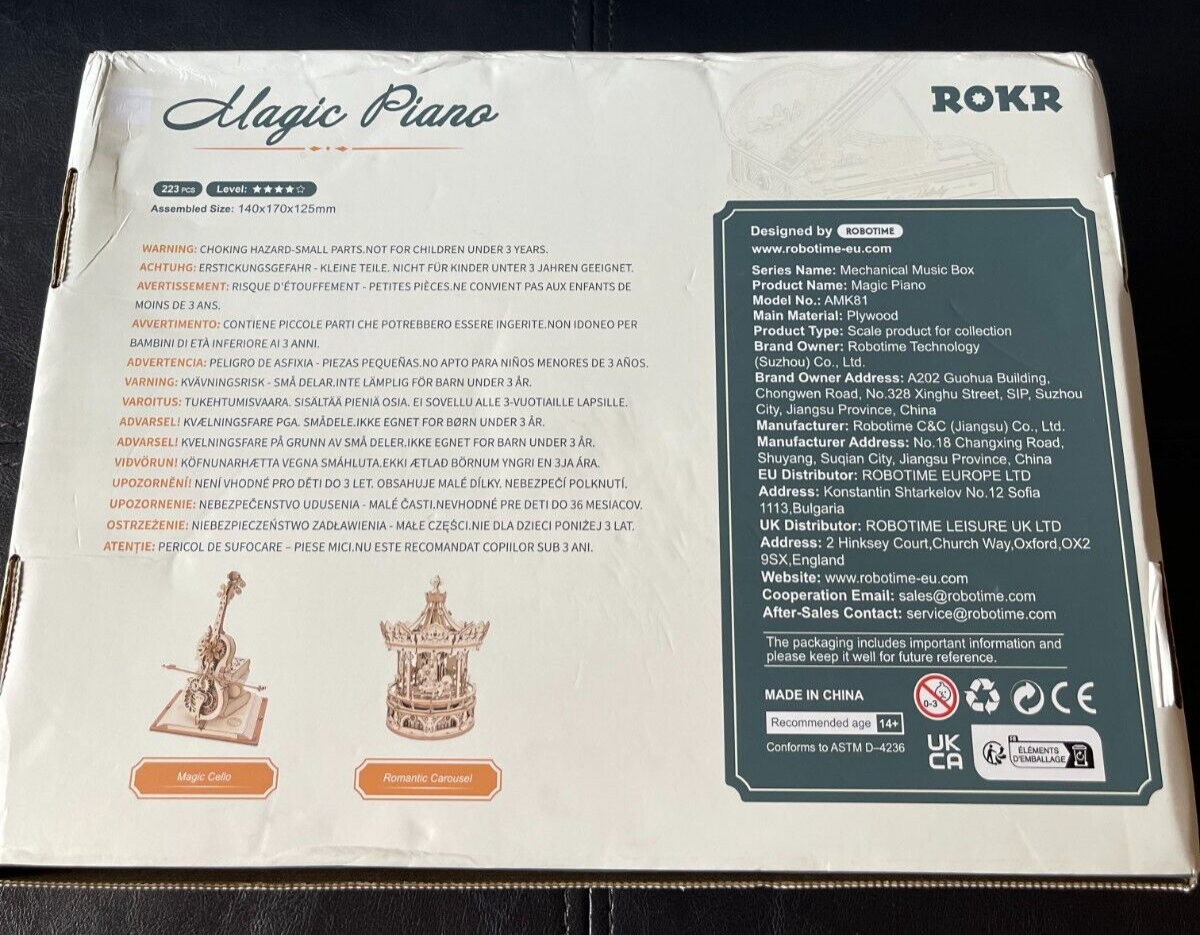 Magic Piano
ROKR
223 PCS Level: ★★★★☆
Assembled Size: 140x170x125mm
WARNING: CHOKING HAZARD-SMALL PARTS.NOT FOR CHILDREN UNDER 3 YEARS.
ACHTUHG: ERSTICKUNGSGEFAHR - KLEINE TEILE. NICHT FÜR KINDER UNTER 3 JAHREN GEEIGNET.
AVERTISSEMENT: RISQUE D'ÉTOUFFEMENT - PETITES PIÈCES.NE CONVIENT PAS AUX ENFANTS DE
MOINS DE 3 ANS.
AVVERTIMENTO: CONTIENE PICCOLE PARTI CHE POTREBBERO ESSERE INGERITE.NON IDONEO PER
BAMBINI DI ETÀ INFERIORE AI 3 ANNI.
ADVERTENCIA: PELIGRO DE ASFIXIA - PIEZAS PEQUEÑAS.NO APTO PARA NIÑOS MENORES DE 3 AÑOS.
VARNING: KVÄVNINGSRISK - SMÅ DELAR.INTE LÄMPLIG FÖR BARN UNDER 3 ÅR.
VAROITUS: TUKEHTUMISVAARA. SISÄLTÄÄ PIENIÄ OSIA. EI SOVELLU ALLE 3-VUOTIAILLE LAPSILLE.
ADVARSEL! KVÆLNINGSFARE PGA. SMÅDELE.IKKE EGNET FOR BØRN UNDER 3 ÅR.
ADVARSEL! KVELNINGSFARE PÅ GRUNN AV SMÅ DELER.IKKE EGNET FOR BARN UNDER 3 ÅR.
VIÐVÖRUN! KÖFNUNARHÆTTA VEGNA SMÁHLUTA.EKKI ÆTLAÐ BÖRNUM YNGRI EN 3JA ÁRA.
UPOZORNĚNÍ! NENÍ VHODNÉ PRO DĚTI DO 3 LET. OBSAHUJE MALÉ DÍLKY. NEBEZPEČÍ POLKNUTÍ.
UPOZORNENIE: NEBEZPEČENSTVO UDUSENIA - MALÉ ČASTI.NEVHODNÉ PRE DETI DO 36 MESIACOV.
OSTRZEŻENIE: NIEBEZPIECZEŃSTWO ZADŁAWIENIA - MAŁE CZĘŚCI.NIE DLA DZIECI PONIŻEJ 3 LAT.
ATENȚIE: PERICOL DE SUFOCARE – PIESE MICI.NU ESTE RECOMANDAT COPIILOR SUB 3 ANI.
Magic Cello
Romantic Carousel
Designed by ROBOTIME
www.robotime-eu.com
Series Name: Mechanical Music Box
Product Name: Magic Piano
Model No.: AMK81
Main Material: Plywood
Product Type: Scale product for collection
Brand Owner: Robotime Technology
(Suzhou) Co., Ltd.
Brand Owner Address: A202 Guohua Building,
Chongwen Road, No.328 Xinghu Street, SIP, Suzhou
City, Jiangsu Province, China
Manufacturer: Robotime C&C (Jiangsu) Co., Ltd.
Manufacturer Address: No.18 Changxing Road,
Shuyang, Suqian City, Jiangsu Province, China
EU Distributor: ROBOTIME EUROPE LTD
Address: Konstantin Shtarkelov No.12 Sofia
1113,Bulgaria
UK Distributor: ROBOTIME LEISURE UK LTD
Address: 2 Hinksey Court,Church Way,Oxford,OX2
9SX,England
Website: www.robotime-eu.com
Cooperation Email: sales@robotime.com
After-Sales Contact: service@robotime.com
The packaging includes important information and
please keep it well for future reference.
MADE IN CHINA
0-3
CE
Recommended age 14+
Conforms to ASTM D–4236
UK
CA
FR
ÉLÉMENTS
D'EMBALLAGE